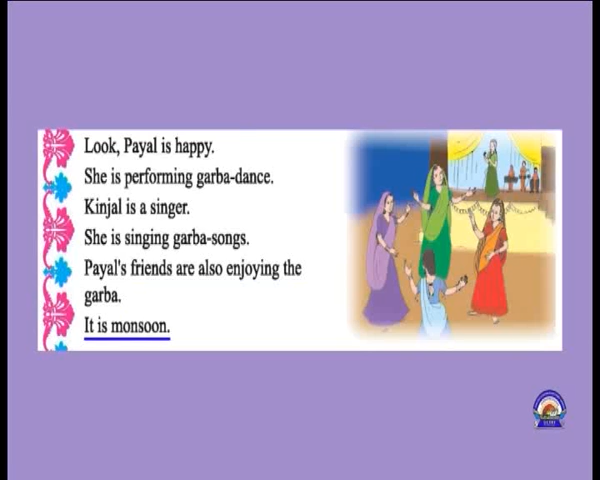 Look, Payal is happy.
She is performing garba-dance.
Kinjal is a singer.
She is singing garba-songs.
Payal's friends are also enjoying the
garba.
It is monsoon.